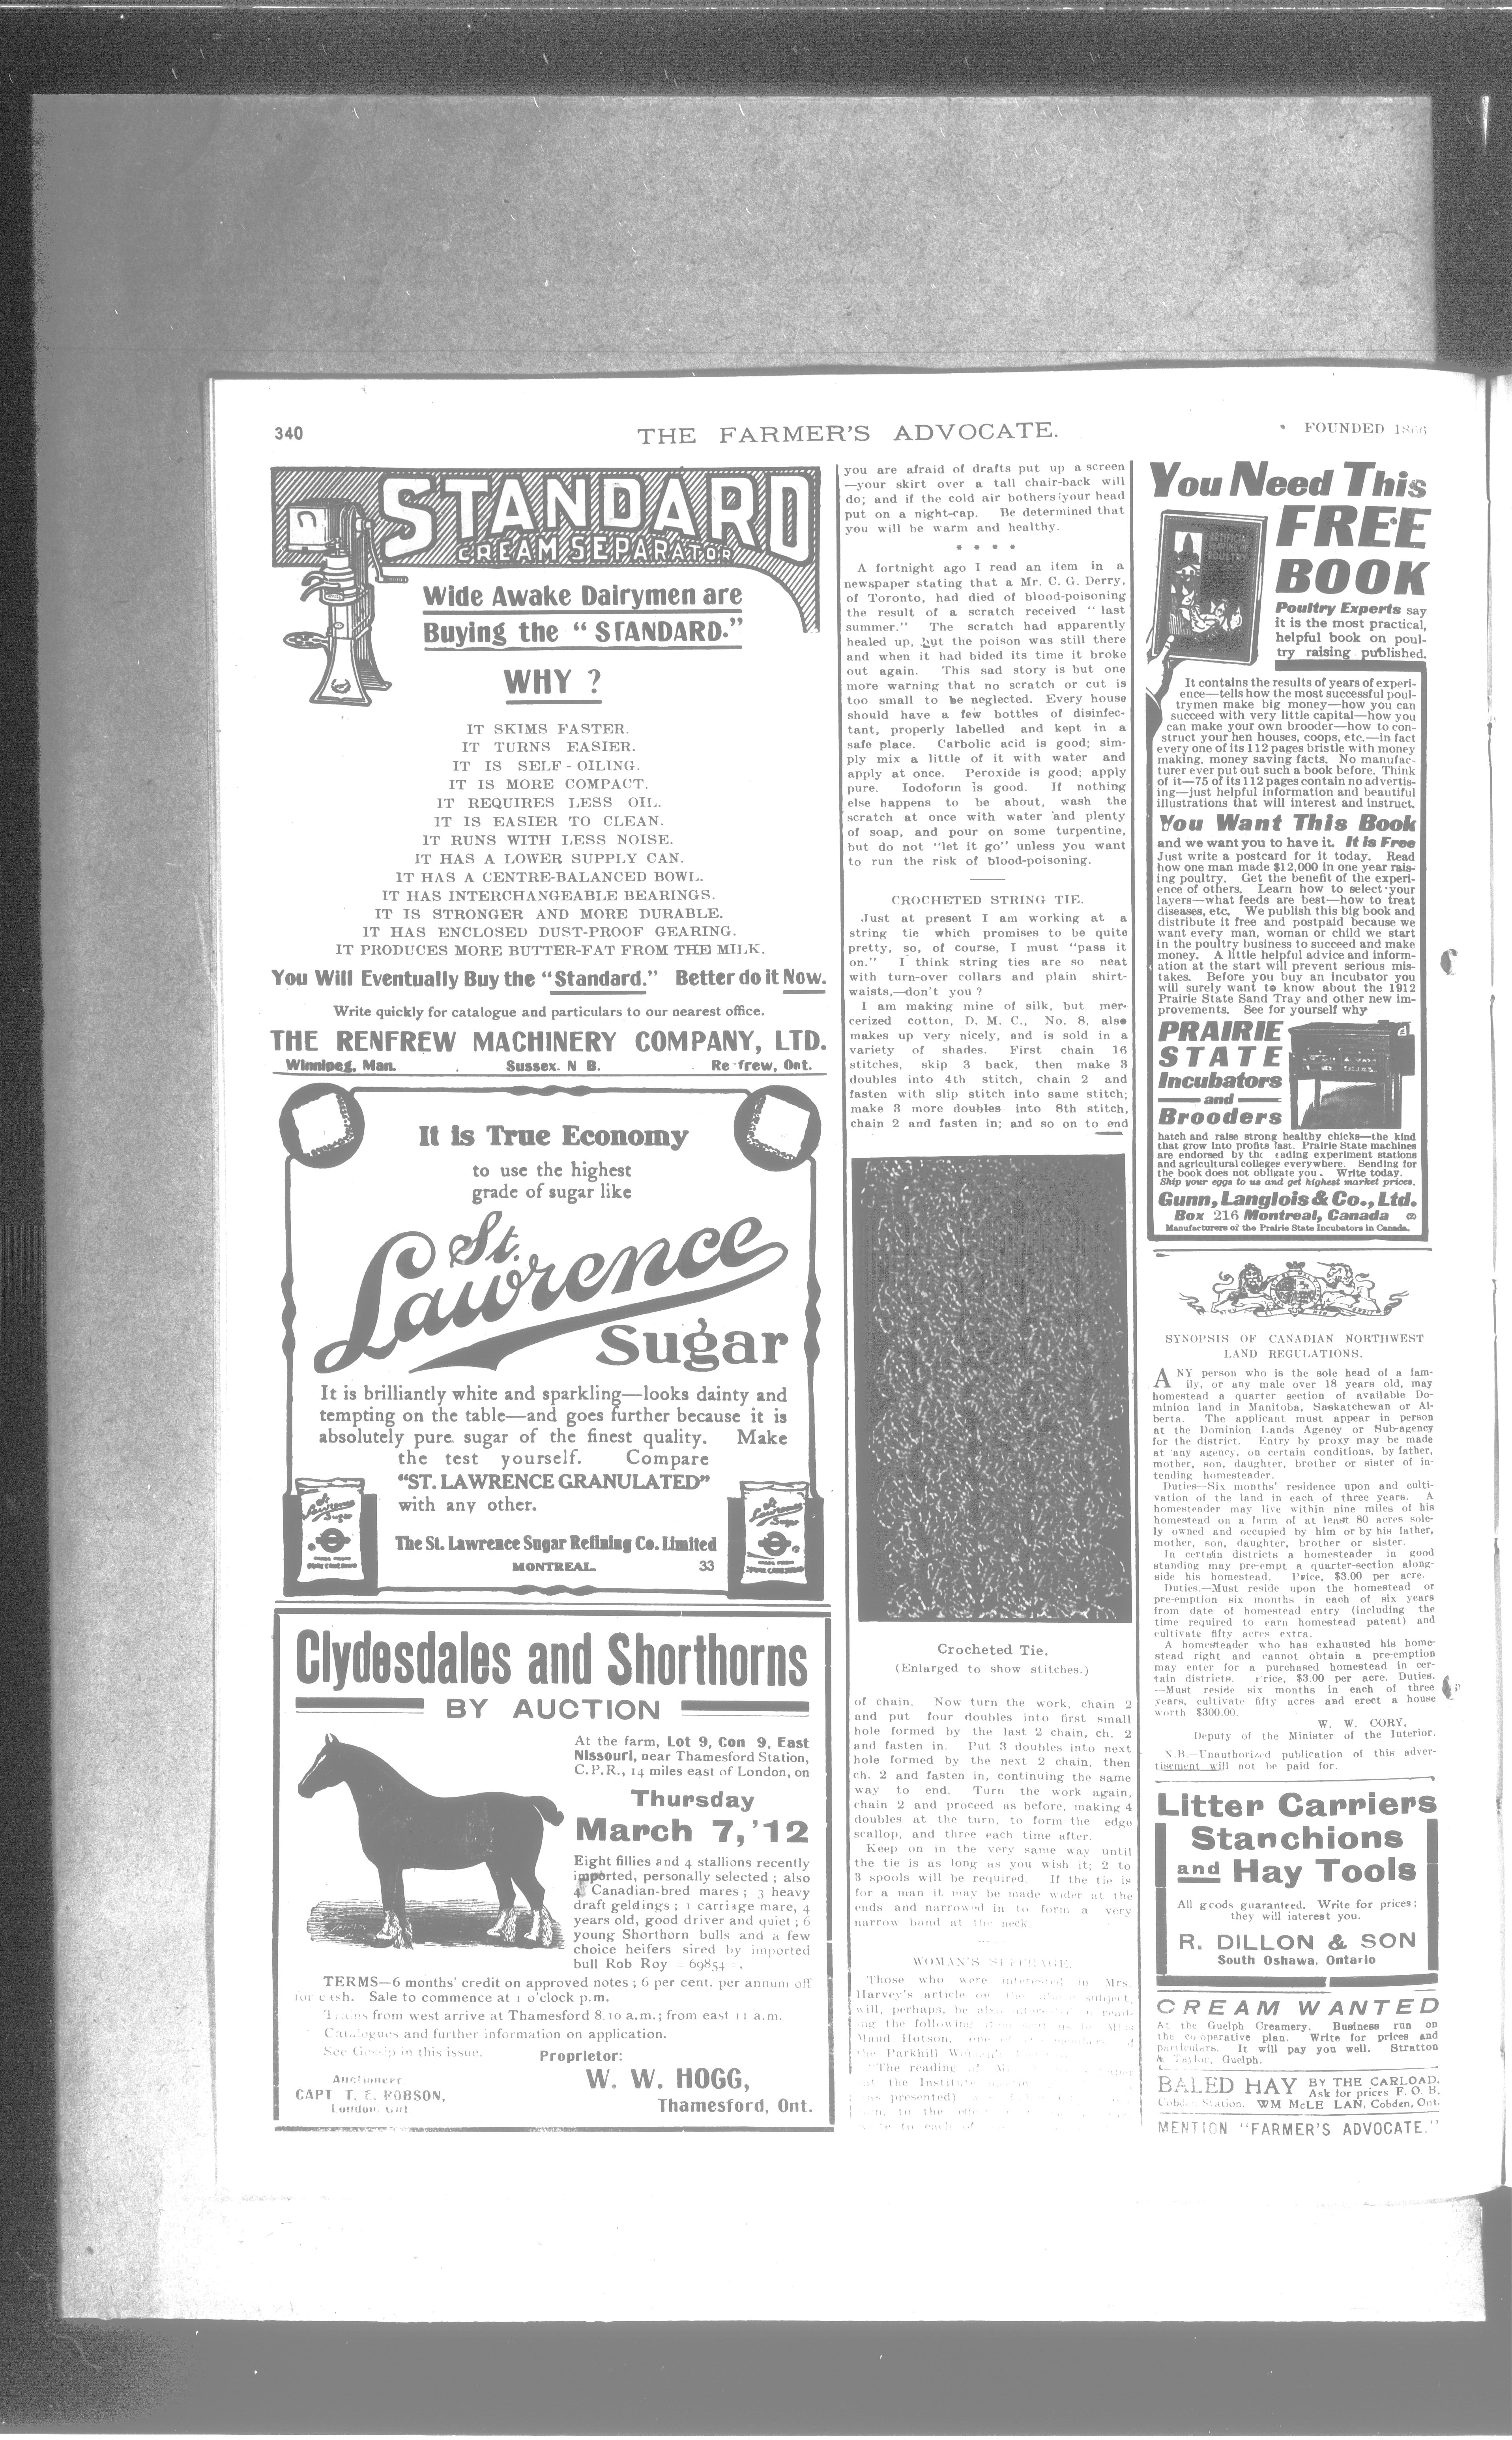 340
THE FARMER'S ADVOCATE.
FOUNDED 1866
STANDARD
CREAM SEPARATOR
Wide Awake Dairymen are
Buying the "STANDARD."
WHY ?
IT SKIMS FASTER.
IT TURNS EASIER.
IT IS SELF-OILING.
IT IS MORE COMPACT.
IT REQUIRES LESS OIL.
IT IS EASIER TO CLEAN.
IT RUNS WITH LESS NOISE.
IT HAS A LOWER SUPPLY CAN.
IT HAS A CENTRE-BALANCED BOWL.
IT HAS INTERCHANGEABLE BEARINGS.
IT IS STRONGER AND MORE DURABLE.
IT HAS ENCLOSED DUST-PROOF GEARING.
IT PRODUCES MORE BUTTER-FAT FROM THE MILK.
You Will Eventually Buy the "Standard." Better do it Now.
Write quickly for catalogue and particulars to our nearest office.
THE RENFREW MACHINERY COMPANY, LTD.
Winnipeg, Man. Sussex. N B. Re frew, Ont.
It is True Economy
to use the highest
grade of sugar like
St.
Lawrence
Sugar
It is brilliantly white and sparkling—looks dainty and
tempting on the table—and goes further because it is
absolutely pure sugar of the finest quality. Make
the test yourself. Compare
"ST. LAWRENCE GRANULATED"
with any other.
The St. Lawrence Sugar Refining Co. Limited
MONTREAL. 33
Clydesdales and Shorthorns
BY AUCTION
At the farm, Lot 9, Con 9, East
Nissouri, near Thamesford Station,
C.P.R., 14 miles east of London, on
Thursday
March 7, '12
Eight fillies and 4 stallions recently
imported, personally selected ; also
4 Canadian-bred mares ; 3 heavy
draft geldings ; 1 carriage mare, 4
years old, good driver and quiet ; 6
young Shorthorn bulls and a few
choice heifers sired by imported
bull Rob Roy =69854=.
TERMS—6 months' credit on approved notes ; 6 per cent. per annum off
for cash. Sale to commence at 1 o'clock p.m.
Trains from west arrive at Thamesford 8.10 a.m.; from east 11 a.m.
Catalogues and further information on application.
See Gossip in this issue.
Proprietor:
W. W. HOGG,
Thamesford, Ont.
Auctioneer:
CAPT T. E. ROBSON,
London, Ont
you are afraid of drafts put up a screen
—your skirt over a tall chair-back will
do; and if the cold air bothers your head
put on a night-cap. Be determined that
you will be warm and healthy.
* * * *
A fortnight ago I read an item in a
newspaper stating that a Mr. C. G. Derry,
of Toronto, had died of blood-poisoning
the result of a scratch received " last
summer." The scratch had apparently
healed up, but the poison was still there
and when it had bided its time it broke
out again. This sad story is but one
more warning that no scratch or cut is
too small to be neglected. Every house
should have a few bottles of disinfec-
tant, properly labelled and kept in a
safe place. Carbolic acid is good; sim-
ply mix a little of it with water and
apply at once. Peroxide is good; apply
pure. Iodoform is good. If nothing
else happens to be about, wash the
scratch at once with water and plenty
of soap, and pour on some turpentine,
but do not "let it go" unless you want
to run the risk of blood-poisoning.
CROCHETED STRING TIE.
Just at present I am working at a
string tie which promises to be quite
pretty, so, of course, I must "pass it
on." I think string ties are so neat
with turn-over collars and plain shirt-
waists,—don't you ?
I am making mine of silk, but mer-
cerized cotton, D. M. C., No. 8, also
makes up very nicely, and is sold in a
variety of shades. First chain 16
stitches, skip 3 back, then make 3
doubles into 4th stitch, chain 2 and
fasten with slip stitch into same stitch;
make 3 more doubles into 8th stitch,
chain 2 and fasten in; and so on to end
Crocheted Tie.
(Enlarged to show stitches.)
of chain. Now turn the work, chain 2
and put four doubles into first small
hole formed by the last 2 chain, ch. 2
and fasten in. Put 3 doubles into next
hole formed by the next 2 chain, then
ch. 2 and fasten in, continuing the same
way to end. Turn the work again,
chain 2 and proceed as before, making 4
doubles at the turn, to form the edge
scallop, and three each time after.
Keep on in the very same way until
the tie is as long as you wish it; 2 to
3 spools will be required. If the tie is
for a man it may be made wider at the
ends and narrowed in to form a very
narrow band at the neck.
WOMAN'S SUFFRAGE.
Those who were interested in Mrs.
Harvey's article on the above subject,
will, perhaps, be also interested in read-
ing the following
Maud Hotson, one of
the Parkhill
"The reading of
at the Institute
was presented)
to the
to each of
You Need This
FREE
BOOK
ARTIFICIAL
REARING OF
POULTRY
Poultry Experts say
it is the most practical,
helpful book on poul-
try raising published.
It contains the results of years of experi-
ence—tells how the most successful poul-
trymen make big money—how you can
succeed with very little capital—how you
can make your own brooder—how to con-
struct your hen houses, coops, etc.—in fact
every one of its 112 pages bristle with money
making, money saving facts. No manufac-
turer ever put out such a book before. Think
of it—75 of its 112 pages contain no advertis-
ing—just helpful information and beautiful
illustrations that will interest and instruct.
You Want This Book
and we want you to have it. It Is Free
Just write a postcard for it today. Read
how one man made $12,000 in one year rais-
ing poultry. Get the benefit of the experi-
ence of others. Learn how to select your
layers—what feeds are best—how to treat
diseases, etc. We publish this big book and
distribute it free and postpaid because we
want every man, woman or child we start
in the poultry business to succeed and make
money. A little helpful advice and inform-
ation at the start will prevent serious mis-
takes. Before you buy an incubator you
will surely want to know about the 1912
Prairie State Sand Tray and other new im-
provements. See for yourself why
PRAIRIE
STATE
Incubators
and
Brooders
hatch and raise strong healthy chicks—the kind
that grow into profits fast. Prairie State machines
are endorsed by the eading experiment stations
and agricultural colleges everywhere. Sending for
the book does not obligate you. Write today.
Ship your eggs to us and get highest market prices.
Gunn, Langlois & Co., Ltd.
Box 216 Montreal, Canada
Manufacturers of the Prairie State Incubators in Canada.
SYNOPSIS OF CANADIAN NORTHWEST
LAND REGULATIONS.
ANY person who is the sole head of a fam-
ily, or any male over 18 years old, may
homestead a quarter section of available Do-
minion land in Manitoba, Saskatchewan or Al-
berta. The applicant must appear in person
at the Dominion Lands Agency or Sub-agency
for the district. Entry by proxy may be made
at any agency, on certain conditions, by father,
mother, son, daughter, brother or sister of in-
tending homesteader.
Duties—Six months' residence upon and culti-
vation of the land in each of three years. A
homesteader may live within nine miles of his
homestead on a farm of at least 80 acres sole-
ly owned and occupied by him or by his father,
mother, son, daughter, brother or sister.
In certain districts a homesteader in good
standing may pre-empt a quarter-section along-
side his homestead. Price, $3.00 per acre.
Duties.—Must reside upon the homestead or
pre-emption six months in each of six years
from date of homestead entry (including the
time required to earn homestead patent) and
cultivate fifty acres extra.
A homesteader who has exhausted his home-
stead right and cannot obtain a pre-emption
may enter for a purchased homestead in cer-
tain districts. Price, $3.00 per acre. Duties.
—Must reside six months in each of three
years, cultivate fifty acres and erect a house
worth $300.00.
W. W. CORY,
Deputy of the Minister of the Interior.
N.B.—Unauthorized publication of this adver-
tisement will not be paid for.
Litter Carriers
Stanchions
and Hay Tools
All goods guaranteed. Write for prices;
they will interest you.
R. DILLON & SON
South Oshawa, Ontario
CREAM WANTED
At the Guelph Creamery. Business run on
the co-operative plan. Write for prices and
particulars. It will pay you well. Stratton
& Taylor, Guelph.
BALED HAY BY THE CARLOAD.
Ask for prices F. O. B.
Cobden Station. WM McLE LAN, Cobden, Ont.
MENTION "FARMER'S ADVOCATE."